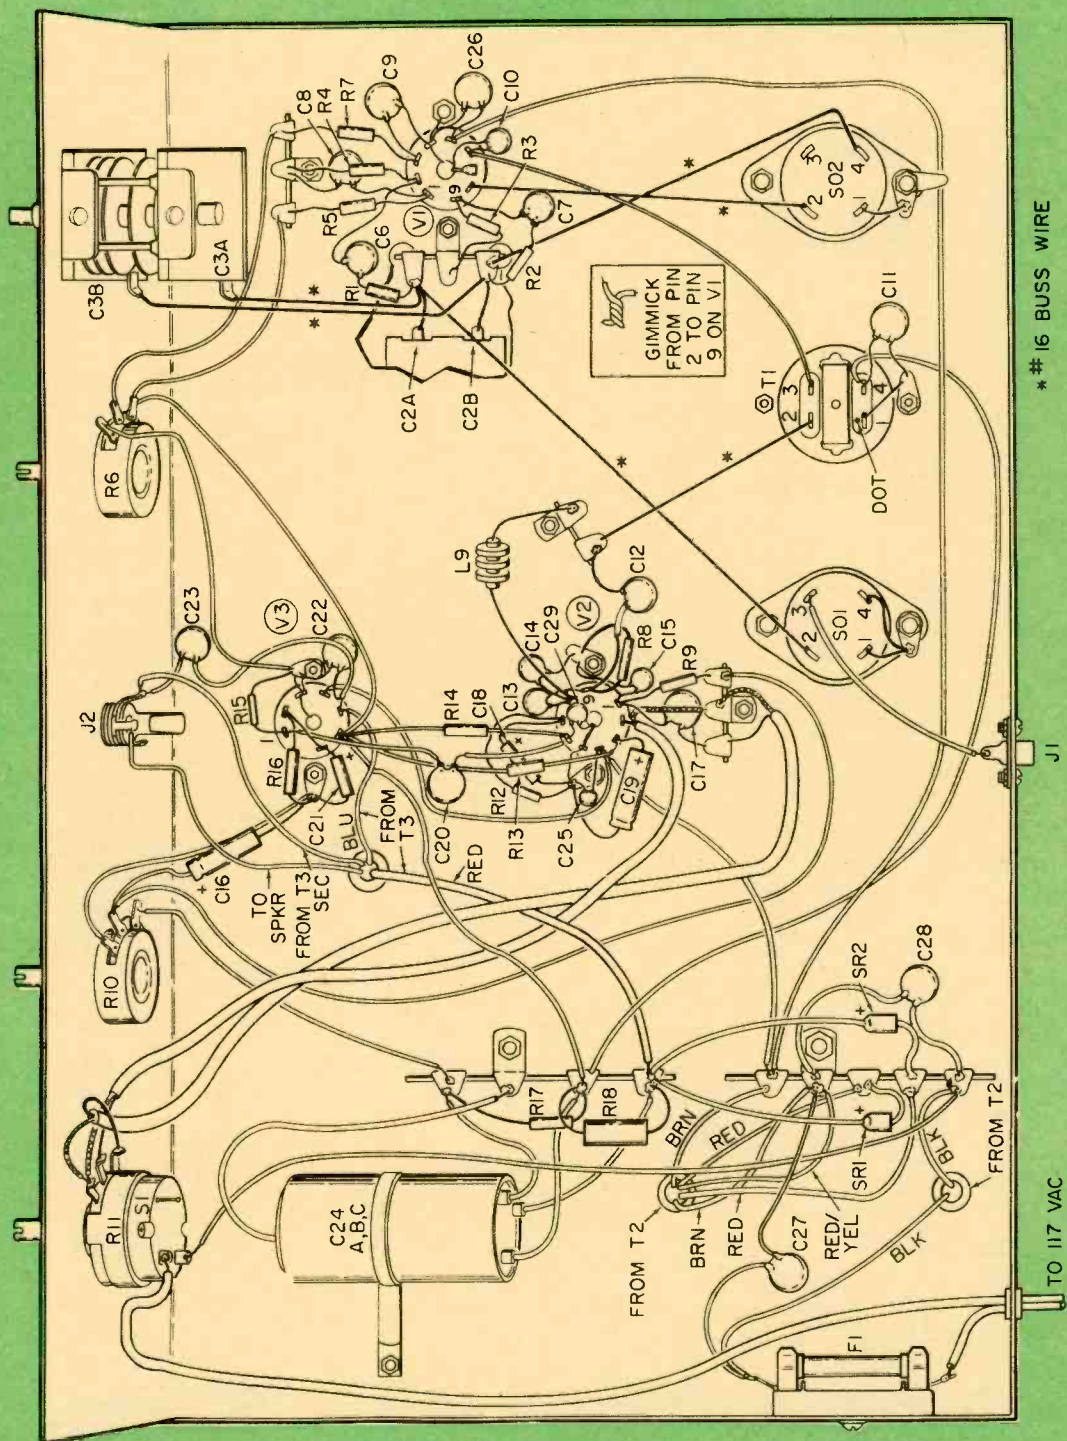 C3B
C3A
C8
R4
R7
C9
C26
C10
R3
R5
C6
V1
9
R1
C7
R2
C2A
C2B
GIMMICK
FROM PIN
2 TO PIN
9 ON V1
*
*
*
*
*
*
SO2
1
2
3
4
* #16 BUSS WIRE
R6
T1
1
2
3
4
DOT
C11
L9
C12
C23
V3
C22
J2
R15
1
R16
C21
+
BLU
FROM
T3
RED
C14
C29
V2
R8
C15
R9
9
1
R14
C18
C13
C20
R12
R13
C25
C19 +
C17
SO1
1
2
3
4
J1
+
C16
TO
SPKR
FROM T3
SEC
R10
R11
S1
C24
A,B,C
R17
R18
SR2
+
C28
SR1
+
BRN
RED
FROM T2
BRN
RED
RED/
YEL
C27
BLK
BLK
FROM T2
F1
TO 117 VAC